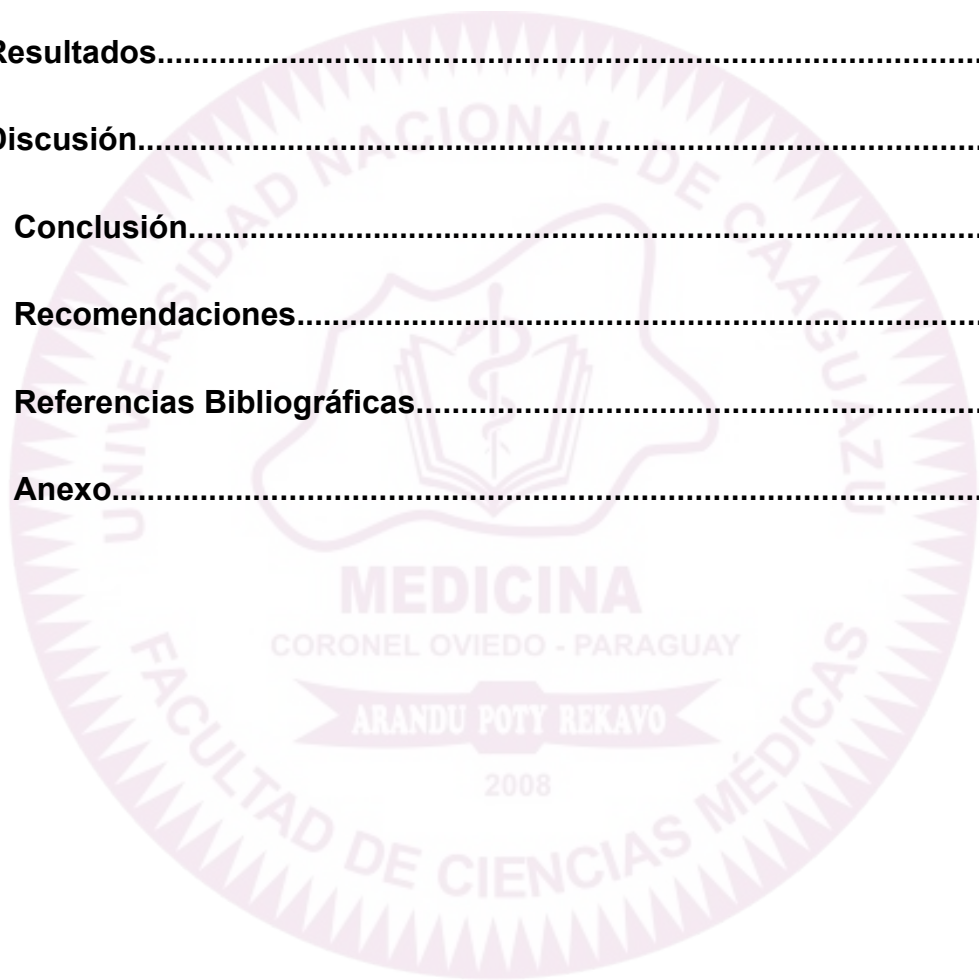 Resultados..............................................................................................
Discusión................................................................................................
Conclusión..........................................................................................
Recomendaciones..............................................................................
Referencias Bibliográficas................................................................
Anexo...................................................................................................
UNIVERSIDAD NACIONAL DE CAAGUAZU
MEDICINA
CORONEL OVIEDO - PARAGUAY
ARANDU POTY REKAVO
2008
FACULTAD DE CIENCIAS MÉDICAS